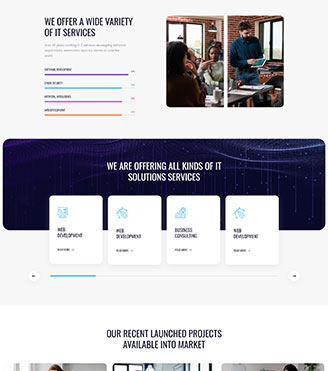 WE OFFER A WIDE VARIETY
OF IT SERVICES
SOFTWARE DEVELOPMENT
CYBER SECURITY
ARTIFICIAL INTELLIGENCE
WEB DEVELOPMENT
WE ARE OFFERING ALL KINDS OF IT
SOLUTIONS SERVICES
WEB
DEVELOPMENT
READ MORE
WEB
DEVELOPMENT
READ MORE
BUSINESS
CONSULTING
READ MORE
WEB
DEVELOPMENT
READ MORE
OUR RECENT LAUNCHED PROJECTS
AVAILABLE INTO MARKET